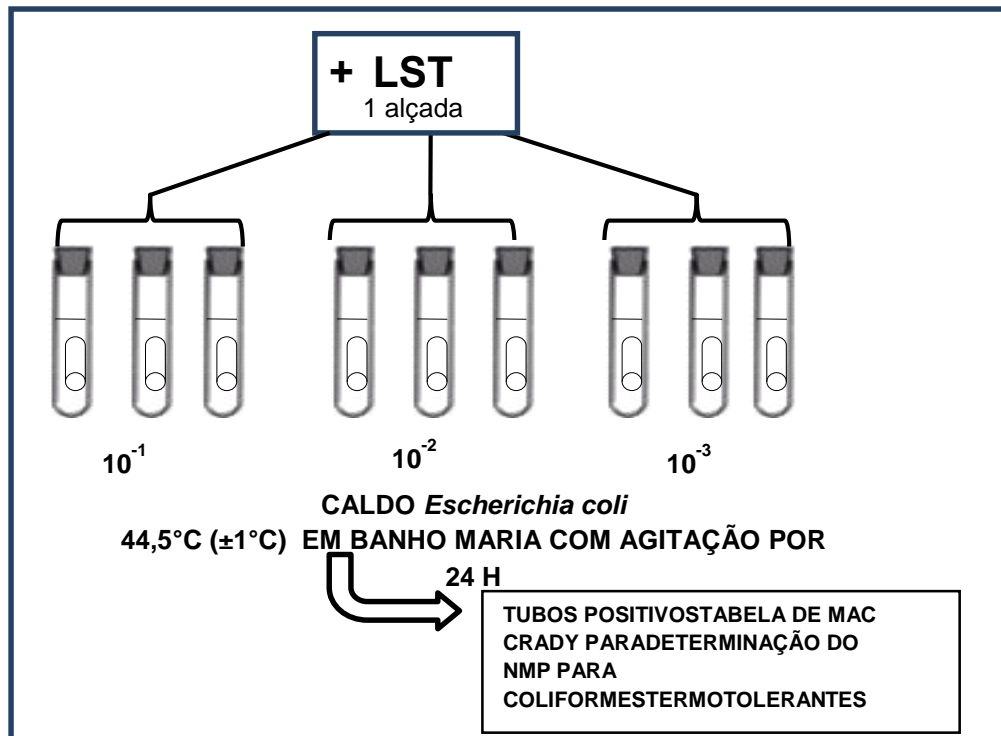 + LST
1 alçada
10-1
10-2
10-3
CALDO Escherichia coli
44,5°C (±1°C) EM BANHO MARIA COM AGITAÇÃO POR
24 H
TUBOS POSITIVOSTABELA DE MAC
CRADY PARADETERMINAÇÃO DO
NMP PARA
COLIFORMESTERMOTOLERANTES